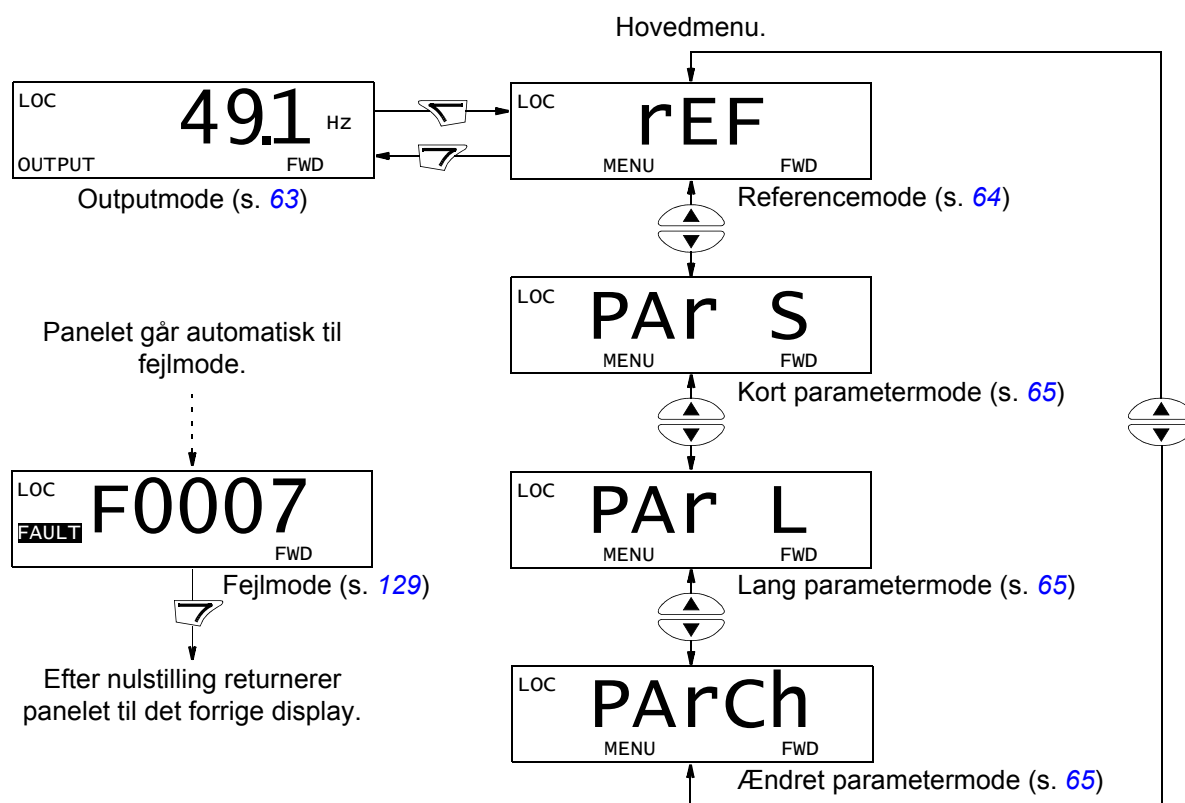 Hovedmenu.
LOC
49.1 Hz
OUTPUT FWD
Outputmode (s. 63)
LOC
rEF
MENU FWD
Referencemode (s. 64)
LOC
PAr S
MENU FWD
Kort parametermode (s. 65)
Panelet går automatisk til
fejlmode.
LOC
F0007
FAULT
FWD
Fejlmode (s. 129)
Efter nulstilling returnerer
panelet til det forrige display.
LOC
PAr L
MENU FWD
Lang parametermode (s. 65)
LOC
PArCh
MENU FWD
Ændret parametermode (s. 65)